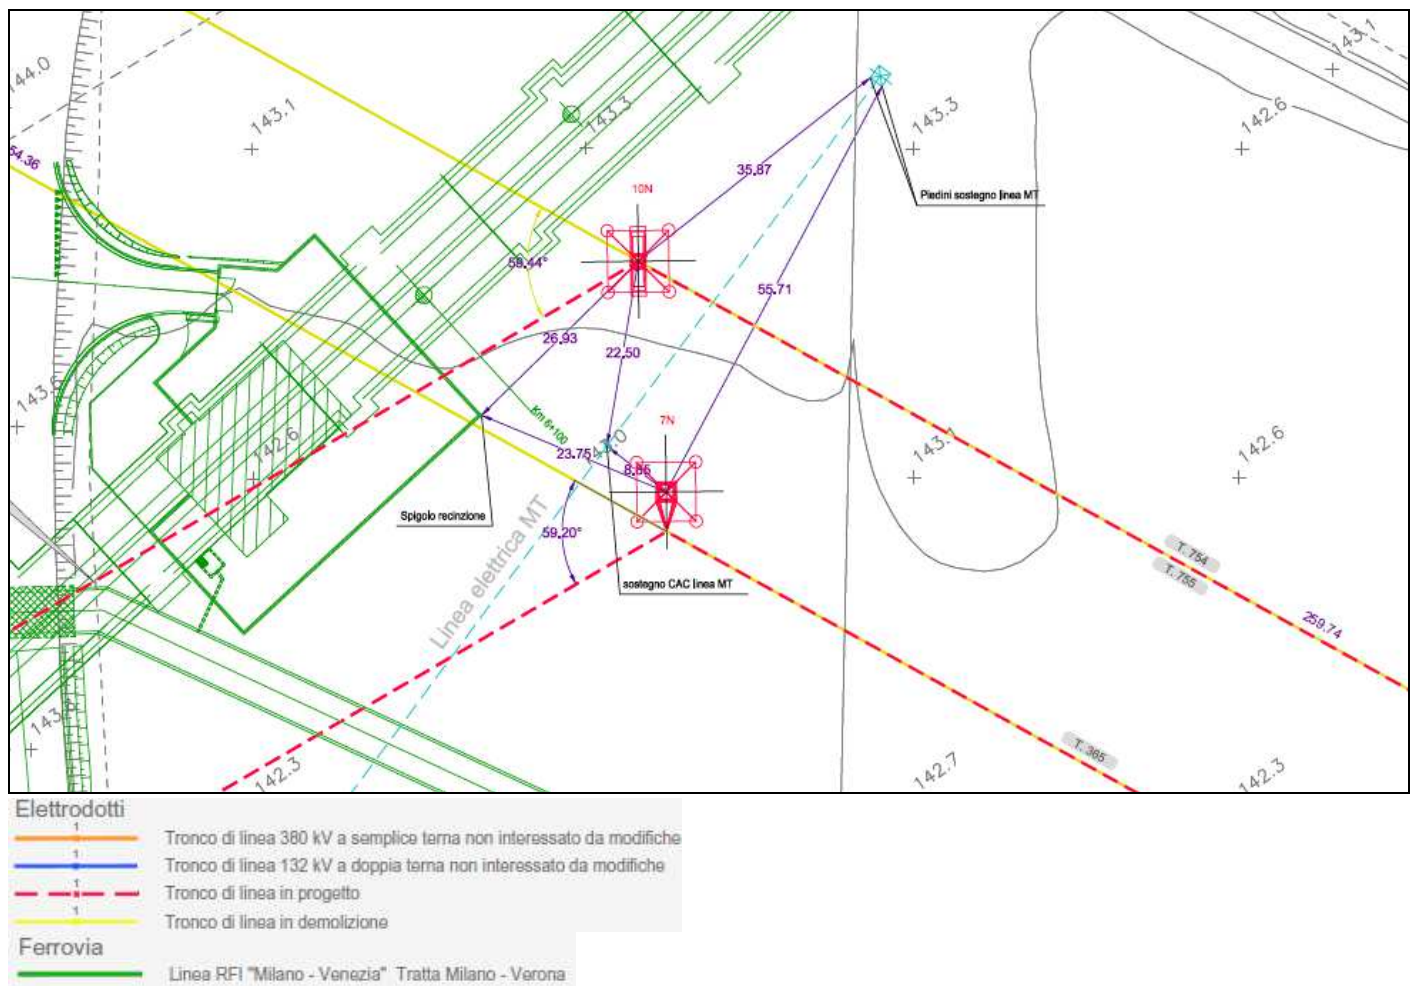 144.0
143.1
143.3
143.3
142.6
143.1
54.36
35.87
Piedini sostegno linea MT
10N
59.44°
55.71
26.93
22.50
143.6
Km 6+100
7N
142.6
23.75
8.65
143.1
142.6
Spigolo recinzione
59.20°
Linea elettrica MT
sostegno CAC linea MT
T. 754
T. 755
259.74
T. 365
142.3
142.7
142.3
Elettrodotti
1
Tronco di linea 380 kV a semplice terna non interessato da modifiche
1
Tronco di linea 132 kV a doppia terna non interessato da modifiche
1
Tronco di linea in progetto
1
Tronco di linea in demolizione
Ferrovia
Linea RFI "Milano - Venezia" Tratta Milano - Verona